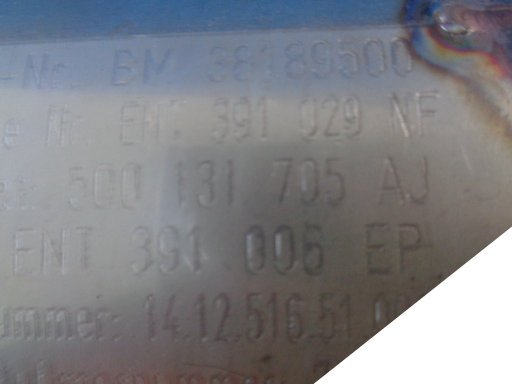 -Nr. BM 38189500
Nr. ENT 391 029 NF
5Q0 131 705 AJ
ENT 391 006 EP
ummer: 14.12.516.51